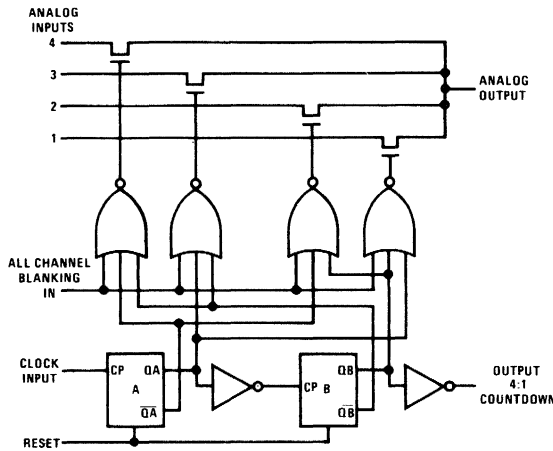 ANALOG
INPUTS
4
3
2
1
ANALOG
OUTPUT
ALL CHANNEL
BLANKING
IN
CLOCK
INPUT
CP QA
A
QA
CP B QB
QB
OUTPUT
4:1
COUNTDOWN
RESET